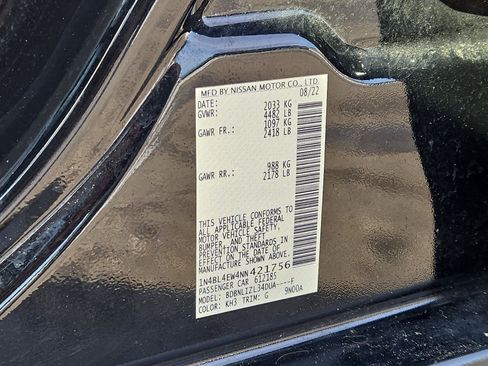 MFD BY NISSAN MOTOR CO., LTD.
DATE: 08/22
GVWR: 2033 KG
4482 LB
GAWR FR.: 1097 KG
2418 LB
GAWR RR.: 988 KG
2178 LB
THIS VEHICLE CONFORMS TO
ALL APPLICABLE FEDERAL
MOTOR VEHICLE SAFETY,
BUMPER, AND THEFT
PREVENTION STANDARDS IN
EFFECT ON THE DATE OF
MANUFACTURE SHOWN ABOVE.
1N4BL4EW4NN421756
PASSENGER CAR 612185
MODEL: BDBNLIZL34DUA----F
COLOR: KH3 TRIM: G 9N00A